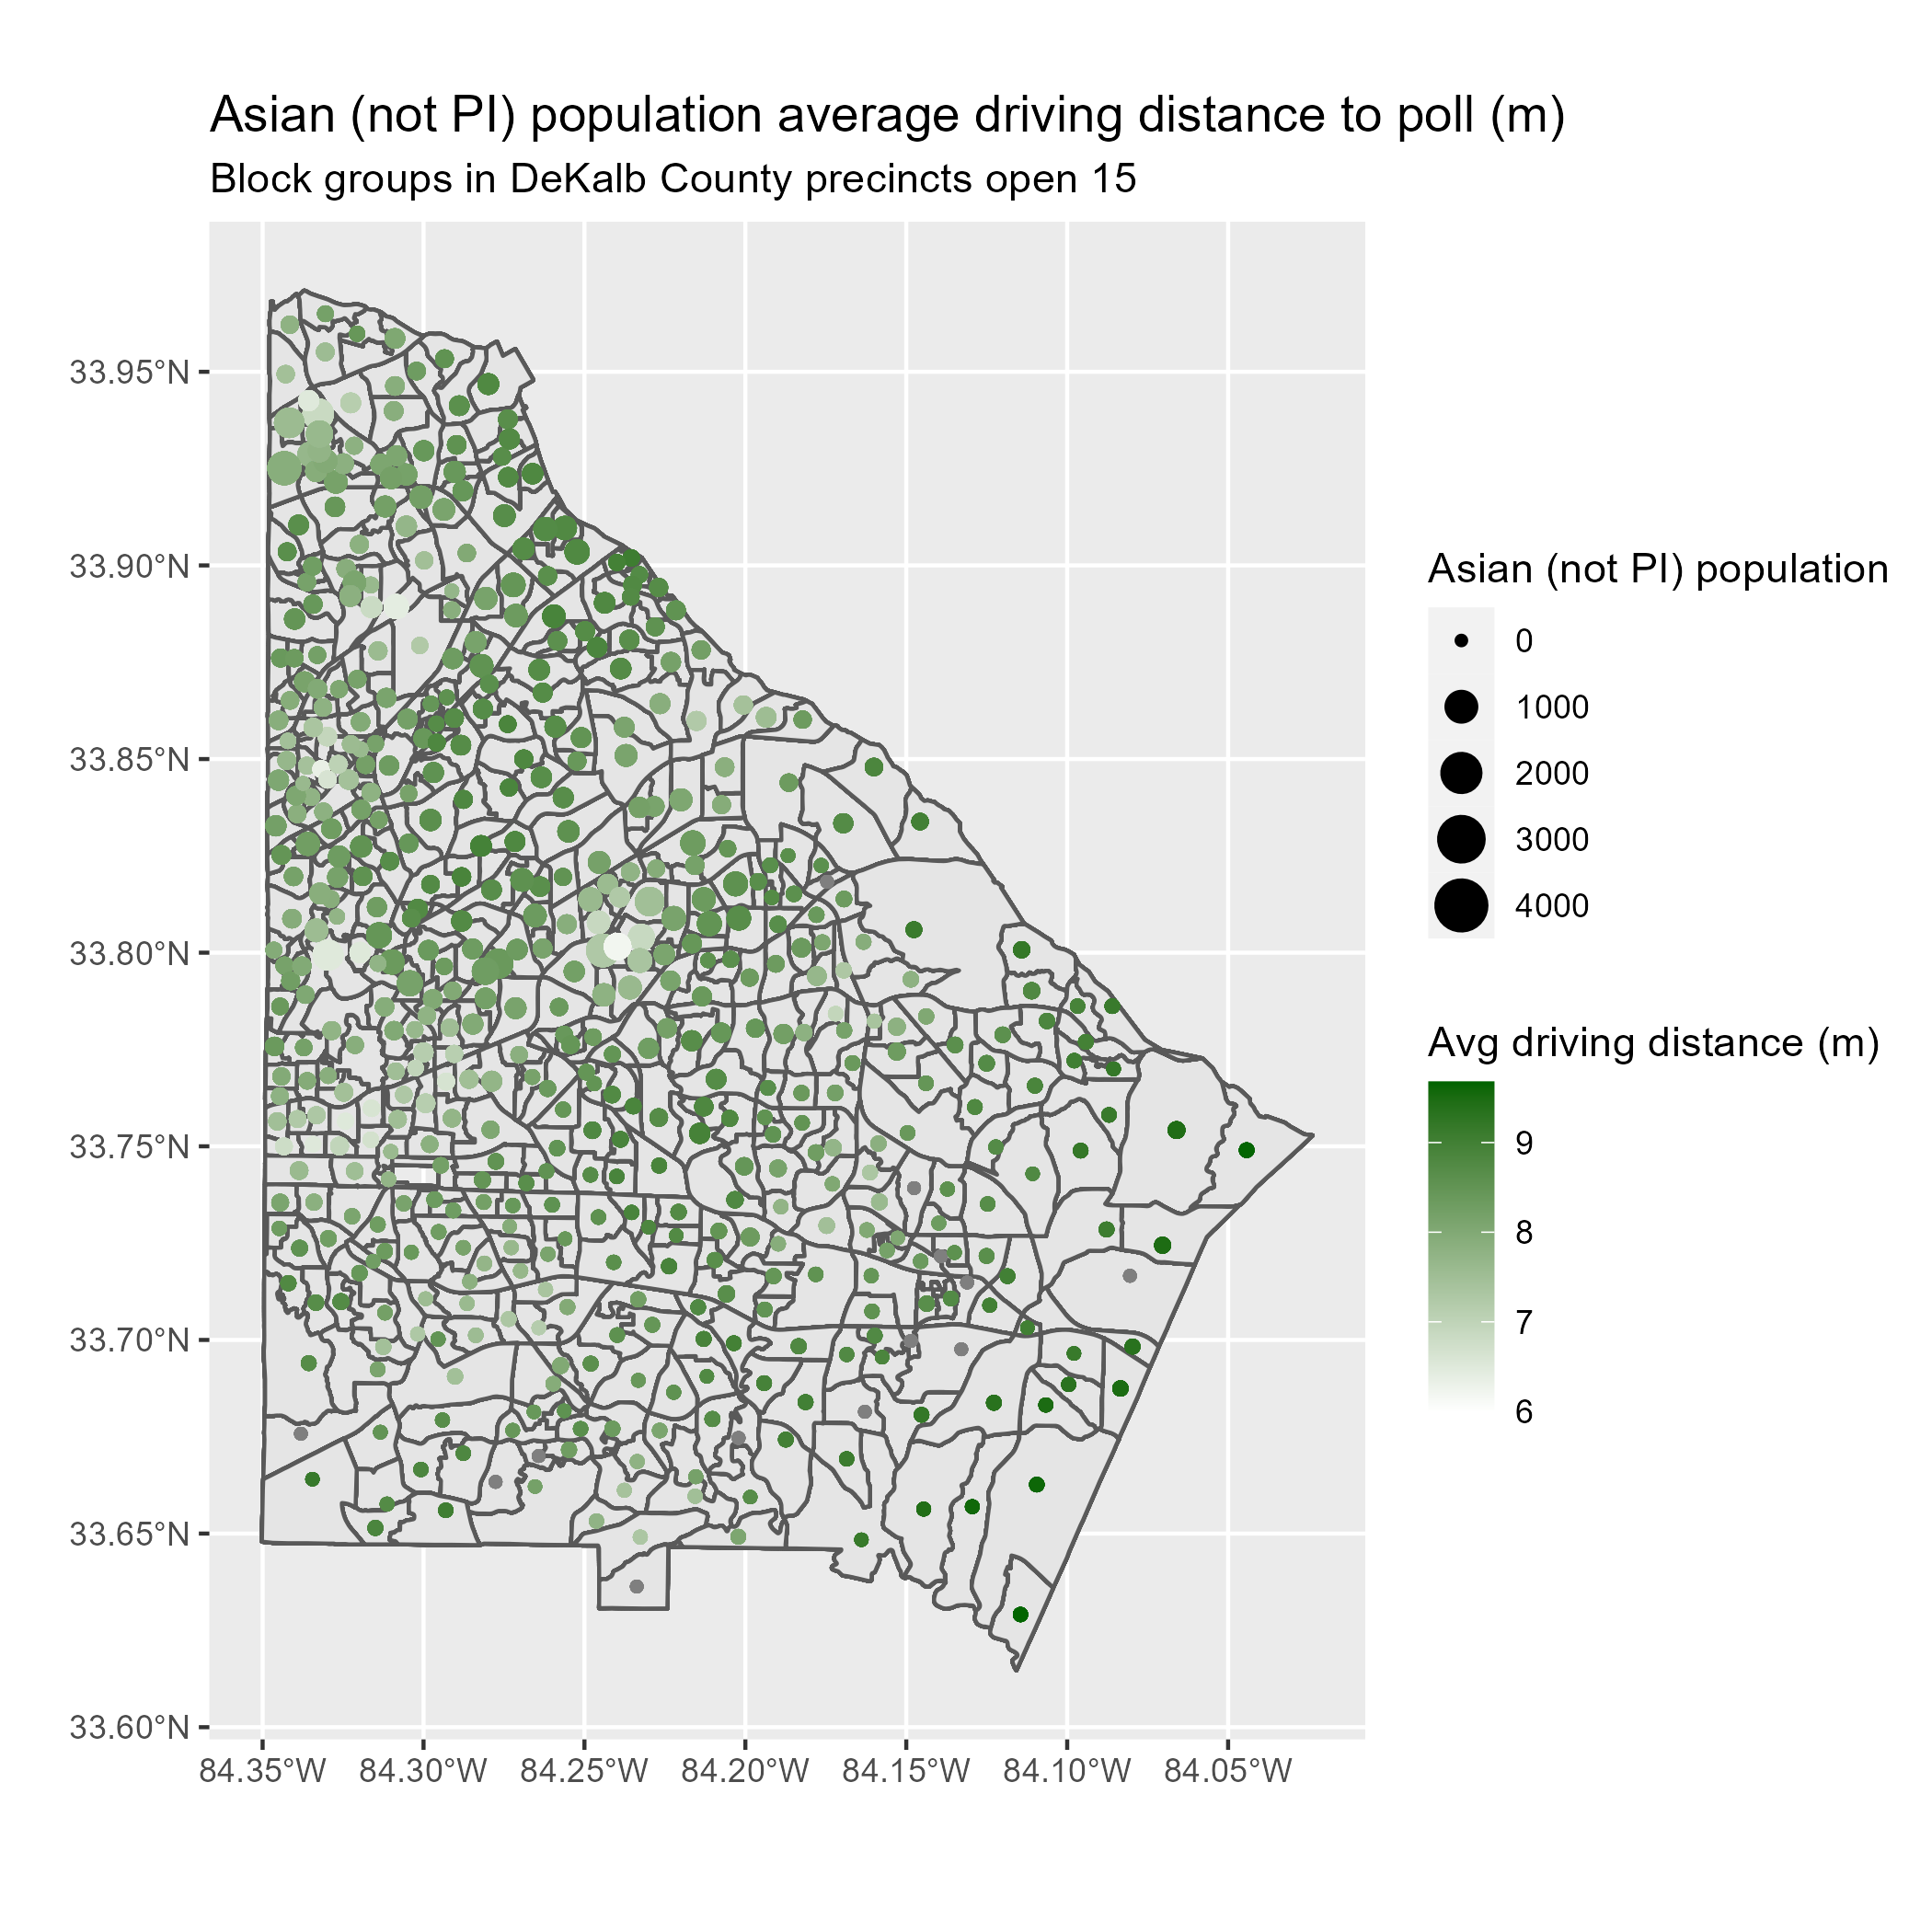 Asian (not PI) population average driving distance to poll (m)
Block groups in DeKalb County precincts open 15
33.95°N
33.90°N
33.85°N
33.80°N
33.75°N
33.70°N
33.65°N
33.60°N
84.35°W
84.30°W
84.25°W
84.20°W
84.15°W
84.10°W
84.05°W
Asian (not PI) population
0
1000
2000
3000
4000
Avg driving distance (m)
9
8
7
6